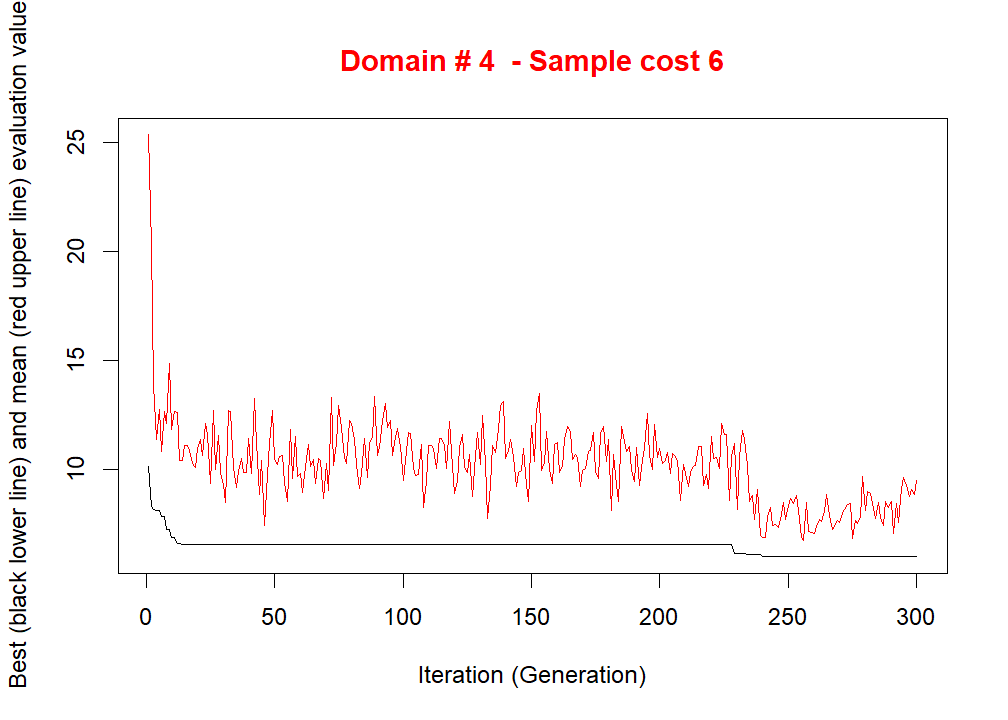 Domain # 4  - Sample cost 6
Best (black lower line) and mean (red upper line) evaluation value
25
20
15
10
0 50 100 150 200 250 300
Iteration (Generation)